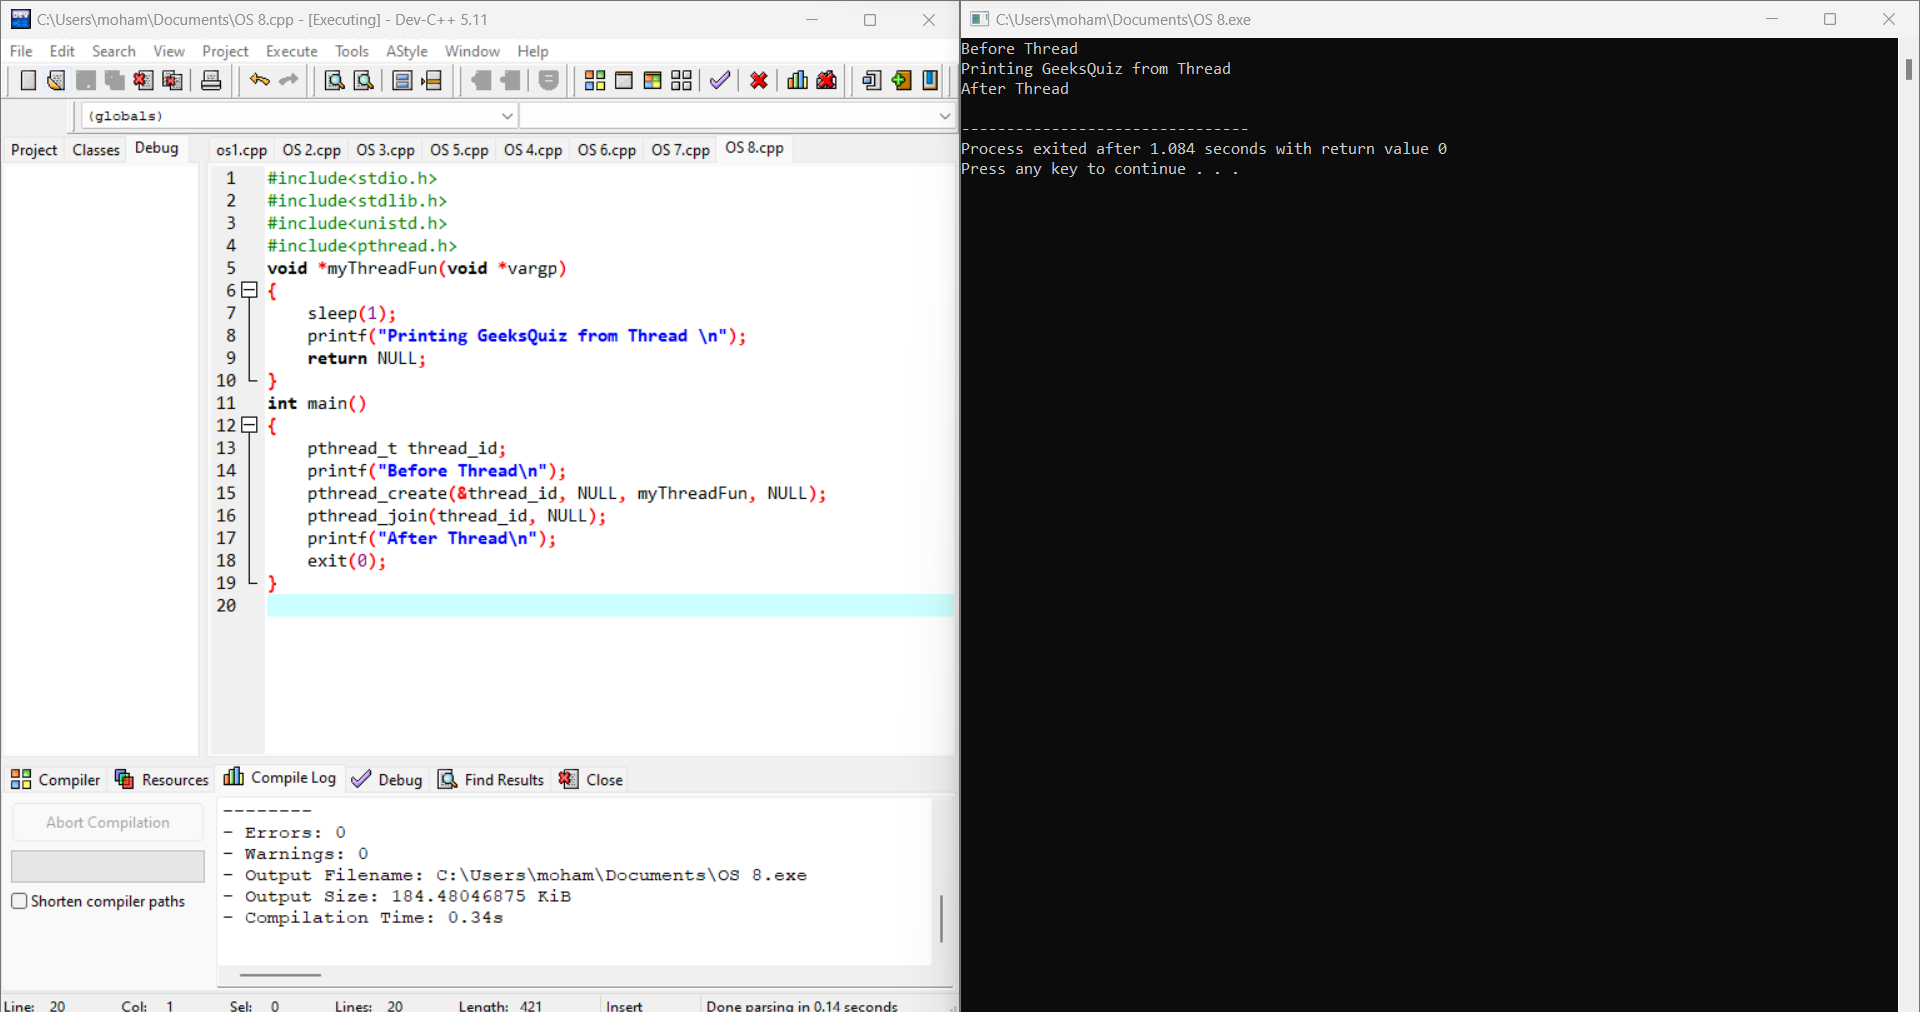 C:\Users\moham\Documents\OS 8.cpp - [Executing] - Dev-C++ 5.11
File Edit Search View Project Execute Tools AStyle Window Help
(globals)
Project Classes Debug
os1.cpp OS 2.cpp OS 3.cpp OS 5.cpp OS 4.cpp OS 6.cpp OS 7.cpp OS 8.cpp
1 #include<stdio.h>
2 #include<stdlib.h>
3 #include<unistd.h>
4 #include<pthread.h>
5 void *myThreadFun(void *vargp)
6 {
7 sleep(1);
8 printf("Printing GeeksQuiz from Thread \n");
9 return NULL;
10 }
11 int main()
12 {
13 pthread_t thread_id;
14 printf("Before Thread\n");
15 pthread_create(&thread_id, NULL, myThreadFun, NULL);
16 pthread_join(thread_id, NULL);
17 printf("After Thread\n");
18 exit(0);
19 }
20
Compiler Resources Compile Log Debug Find Results Close
Abort Compilation
Shorten compiler paths
--------
- Errors: 0
- Warnings: 0
- Output Filename: C:\Users\moham\Documents\OS 8.exe
- Output Size: 184.48046875 KiB
- Compilation Time: 0.34s
Line: 20 Col: 1 Sel: 0 Lines: 20 Length: 421 Insert Done parsing in 0.14 seconds
C:\Users\moham\Documents\OS 8.exe
Before Thread
Printing GeeksQuiz from Thread
After Thread
--------------------------------
Process exited after 1.084 seconds with return value 0
Press any key to continue . . .